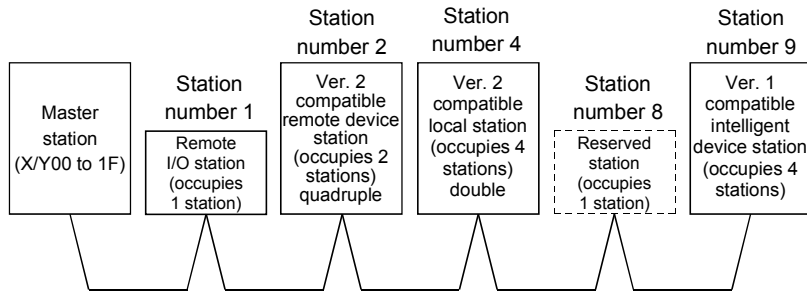 Master
station
(X/Y00 to 1F)
Station
number 1
Remote
I/O station
(occupies
1 station)
Station
number 2
Ver. 2
compatible
remote device
station
(occupies 2
stations)
quadruple
Station
number 4
Ver. 2
compatible
local station
(occupies 4
stations)
double
Station
number 8
Reserved
station
(occupies
1 station)
Station
number 9
Ver. 1
compatible
intelligent
device station
(occupies 4
stations)